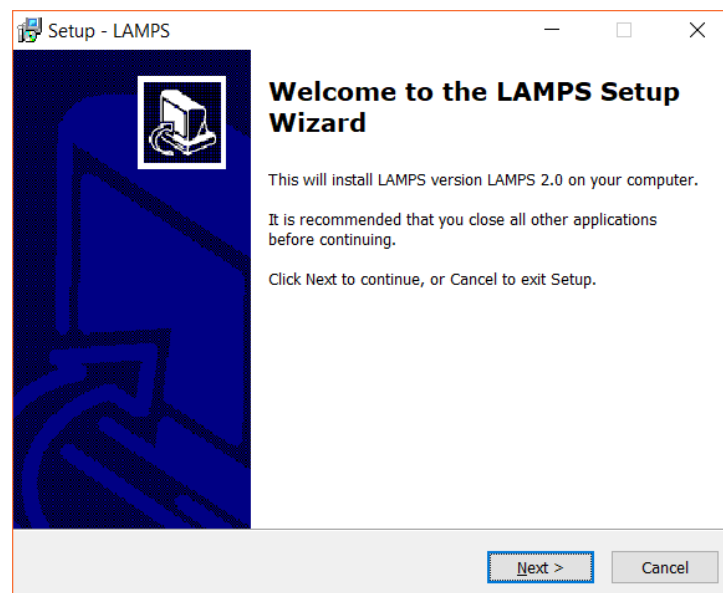 Setup - LAMPS
Welcome to the LAMPS Setup
Wizard
This will install LAMPS version LAMPS 2.0 on your computer.
It is recommended that you close all other applications
before continuing.
Click Next to continue, or Cancel to exit Setup.
Next >
Cancel